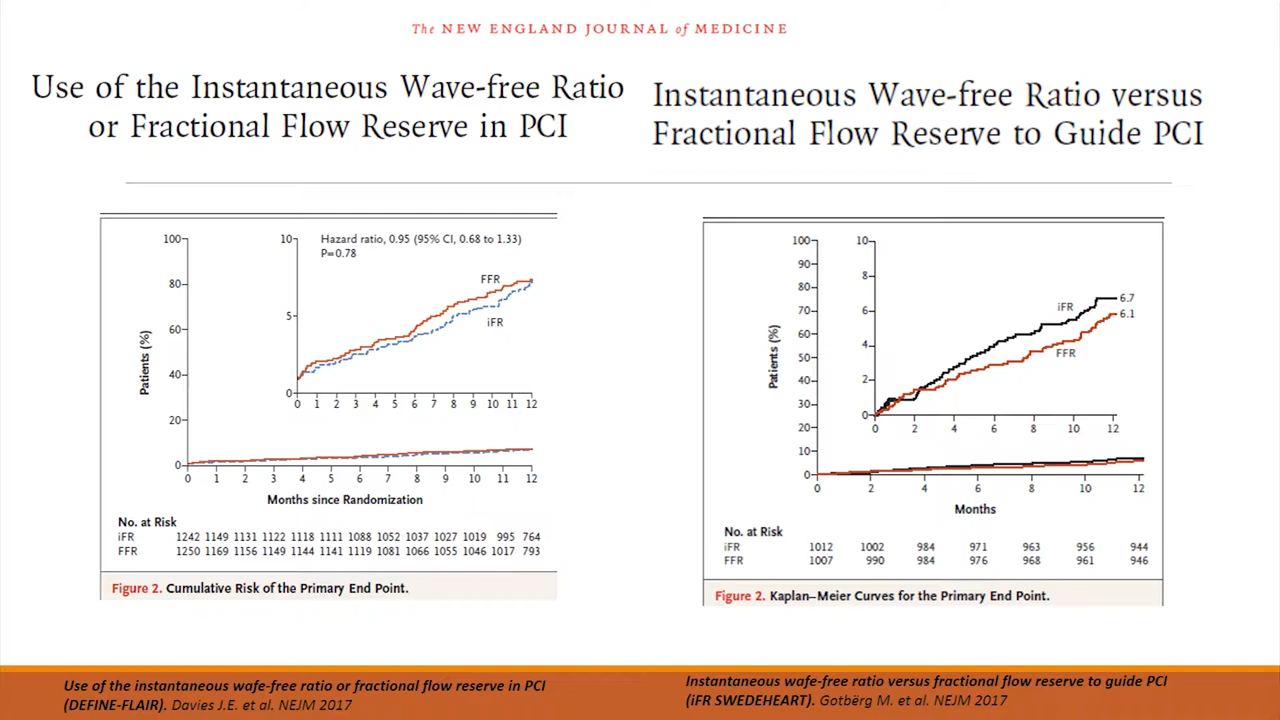 The NEW ENGLAND JOURNAL of MEDICINE
Use of the Instantaneous Wave-free Ratio
or Fractional Flow Reserve in PCI
Instantaneous Wave-free Ratio versus
Fractional Flow Reserve to Guide PCI
Patients (%)
100
80
60
40
20
0
10
5
0
Hazard ratio, 0.95 (95% CI, 0.68 to 1.33)
P=0.78
FFR
iFR
0 1 2 3 4 5 6 7 8 9 10 11 12
0 1 2 3 4 5 6 7 8 9 10 11 12
Months since Randomization
No. at Risk
iFR 1242 1149 1131 1122 1118 1111 1088 1052 1037 1027 1019 995 764
FFR 1250 1169 1156 1149 1144 1141 1119 1081 1066 1055 1046 1017 793
Figure 2. Cumulative Risk of the Primary End Point.
Patients (%)
100
90
80
70
60
50
40
30
20
10
0
10
8
6
4
2
0
iFR
6.7
6.1
FFR
0 2 4 6 8 10 12
0 2 4 6 8 10 12
Months
No. at Risk
iFR 1012 1002 984 971 963 956 944
FFR 1007 990 984 976 968 961 946
Figure 2. Kaplan–Meier Curves for the Primary End Point.
Use of the instantaneous wafe-free ratio or fractional flow reserve in PCI
(DEFINE-FLAIR). Davies J.E. et al. NEJM 2017
Instantaneous wafe-free ratio versus fractional flow reserve to guide PCI
(iFR SWEDEHEART). Gotbërg M. et al. NEJM 2017